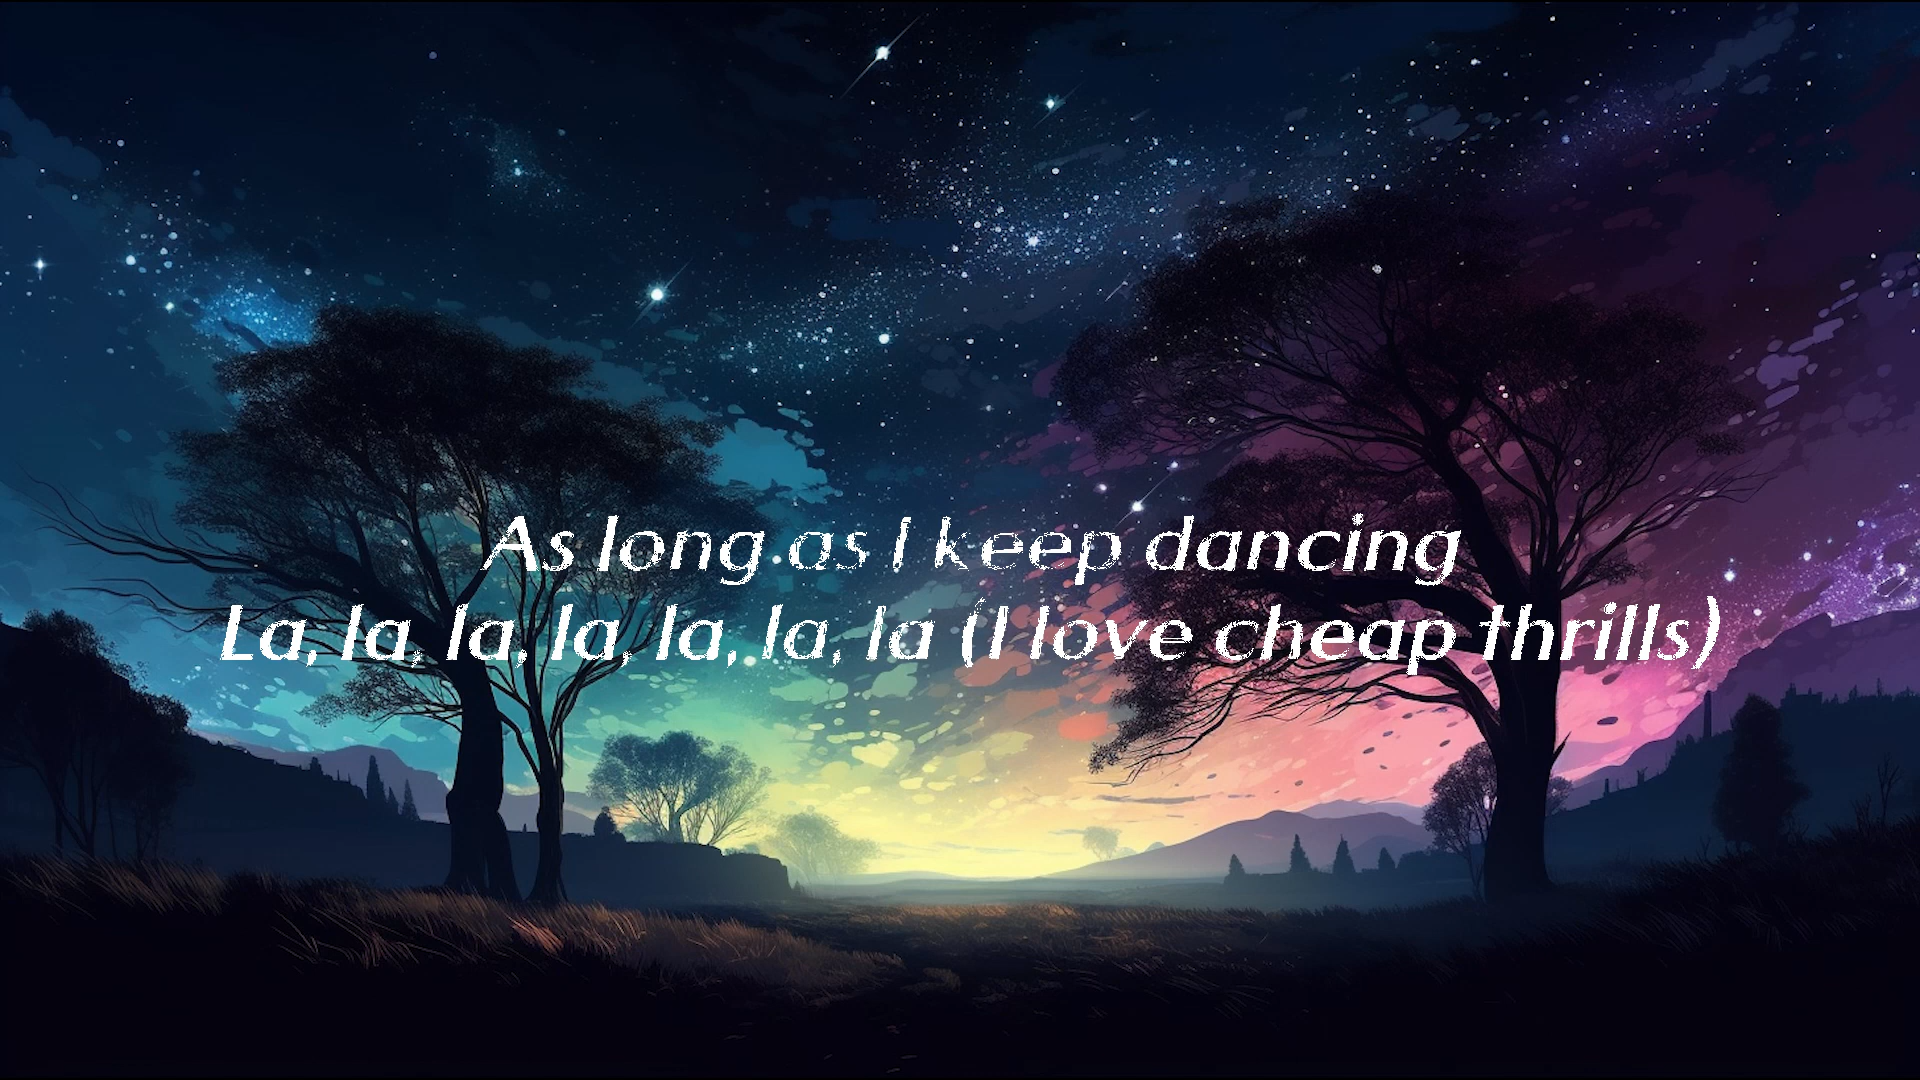 As long as I keep dancing
La, la, la, la, la, la, la (I love cheap thrills)